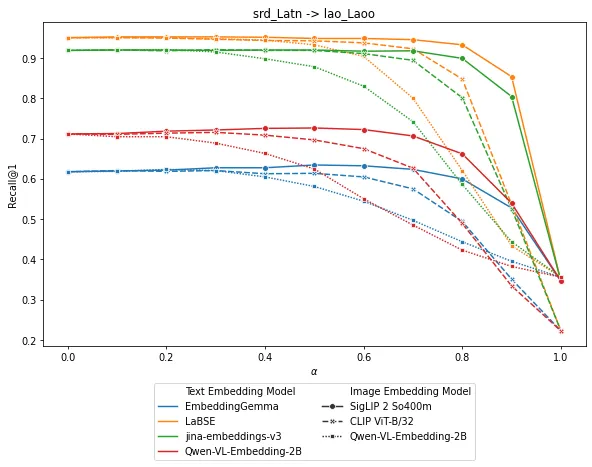 srd_Latn -> lao_Laoo
Recall@1
0.9
0.8
0.7
0.6
0.5
0.4
0.3
0.2
0.0 0.2 0.4 0.6 0.8 1.0
α
Text Embedding Model Image Embedding Model
EmbeddingGemma SigLIP 2 So400m
LaBSE CLIP ViT-B/32
jina-embeddings-v3 Qwen-VL-Embedding-2B
Qwen-VL-Embedding-2B